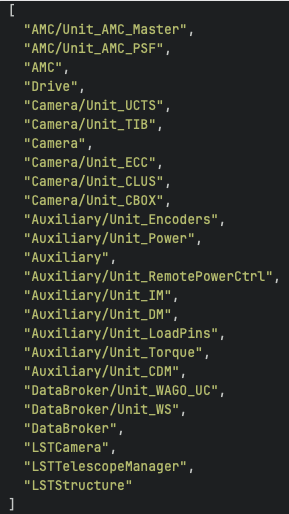 [
"AMC/Unit_AMC_Master",
"AMC/Unit_AMC_PSF",
"AMC",
"Drive",
"Camera/Unit_UCTS",
"Camera/Unit_TIB",
"Camera",
"Camera/Unit_ECC",
"Camera/Unit_CLUS",
"Camera/Unit_CBOX",
"Auxiliary/Unit_Encoders",
"Auxiliary/Unit_Power",
"Auxiliary",
"Auxiliary/Unit_RemotePowerCtrl",
"Auxiliary/Unit_IM",
"Auxiliary/Unit_DM",
"Auxiliary/Unit_LoadPins",
"Auxiliary/Unit_Torque",
"Auxiliary/Unit_CDM",
"DataBroker/Unit_WAGO_UC",
"DataBroker/Unit_WS",
"DataBroker",
"LSTCamera",
"LSTTelescopeManager",
"LSTStructure"
]